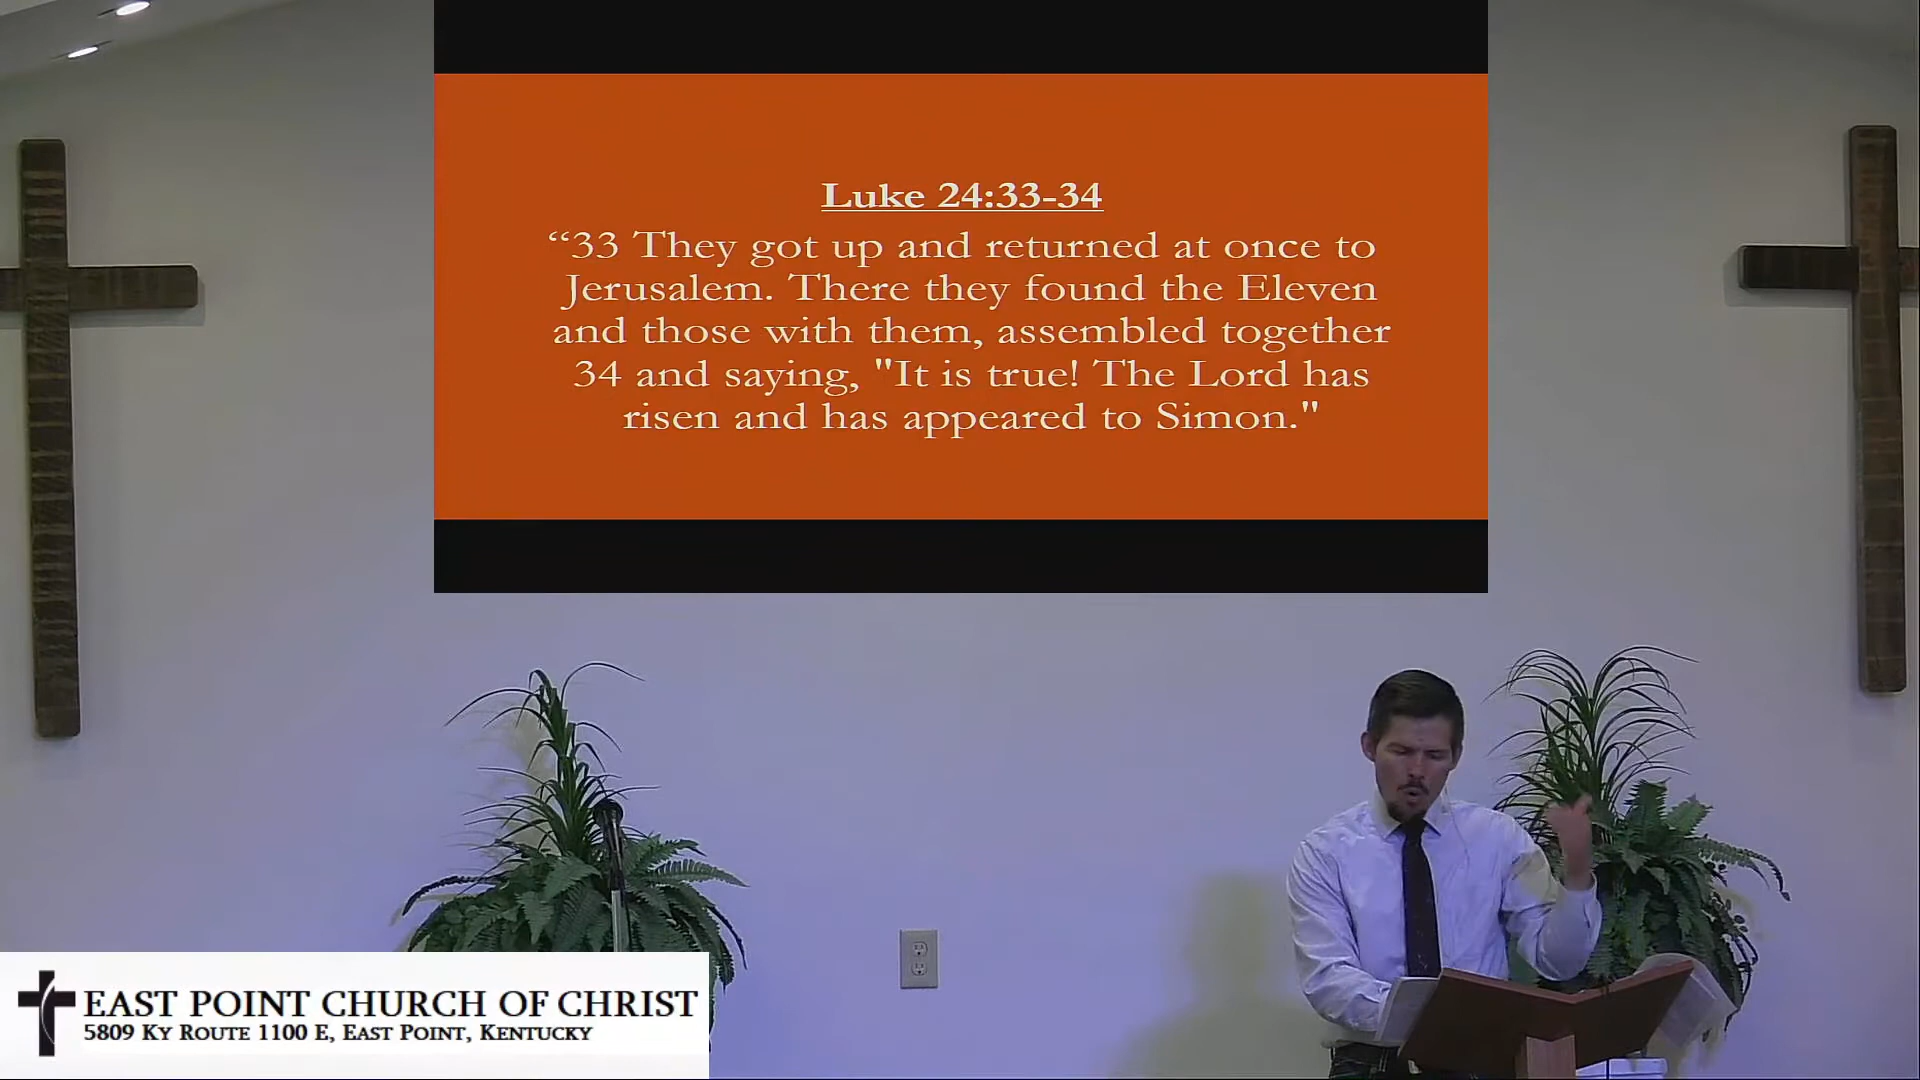 Luke 24:33-34
“33 They got up and returned at once to
Jerusalem. There they found the Eleven
and those with them, assembled together
34 and saying, "It is true! The Lord has
risen and has appeared to Simon."
EAST POINT CHURCH OF CHRIST
5809 KY ROUTE 1100 E, EAST POINT, KENTUCKY